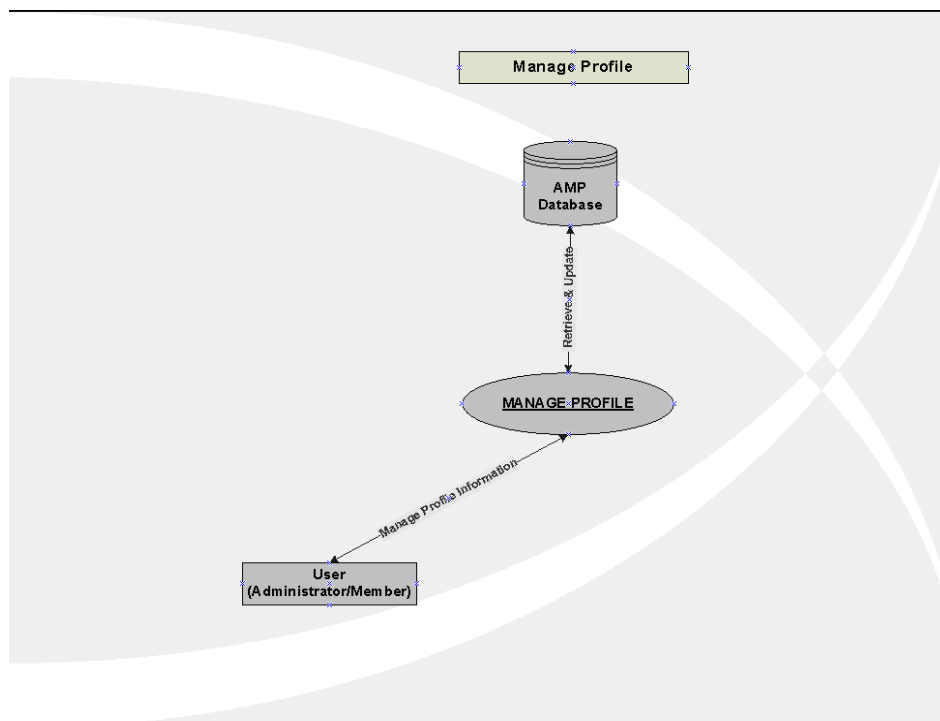 Manage Profile
AMP
Database
Retrieve & Update
MANAGE PROFILE
Manage Profile Information
User
(Administrator/Member)